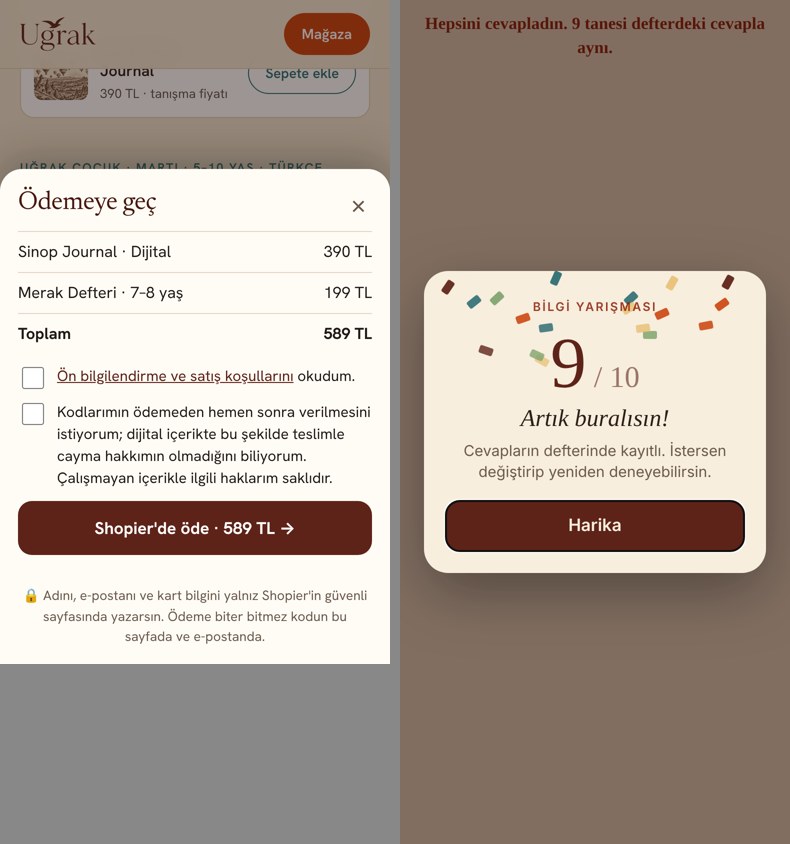 Uğrak
Mağaza
Journal
390 TL · tanışma fiyatı
Sepete ekle
UĞRAK ÇOCUK · MARTI · 5–10 YAŞ · TÜRKÇE
Ödemeye geç
×
Sinop Journal · Dijital 390 TL
Merak Defteri · 7–8 yaş 199 TL
Toplam 589 TL
Ön bilgilendirme ve satış koşullarını okudum.
Kodlarımın ödemeden hemen sonra verilmesini
istiyorum; dijital içerikte bu şekilde teslimle
cayma hakkımın olmadığını biliyorum.
Çalışmayan içerikle ilgili haklarım saklıdır.
Shopier'de öde · 589 TL →
🔒 Adını, e-postanı ve kart bilgini yalnız Shopier'in güvenli
sayfasında yazarsın. Ödeme biter bitmez kodun bu
sayfada ve e-postanda.
Hepsini cevapladın. 9 tanesi defterdeki cevapla
aynı.
BİLGİ YARIŞMASI
9 / 10
Artık buralısın!
Cevapların defterinde kayıtlı. İstersen
değiştirip yeniden deneyebilirsin.
Harika